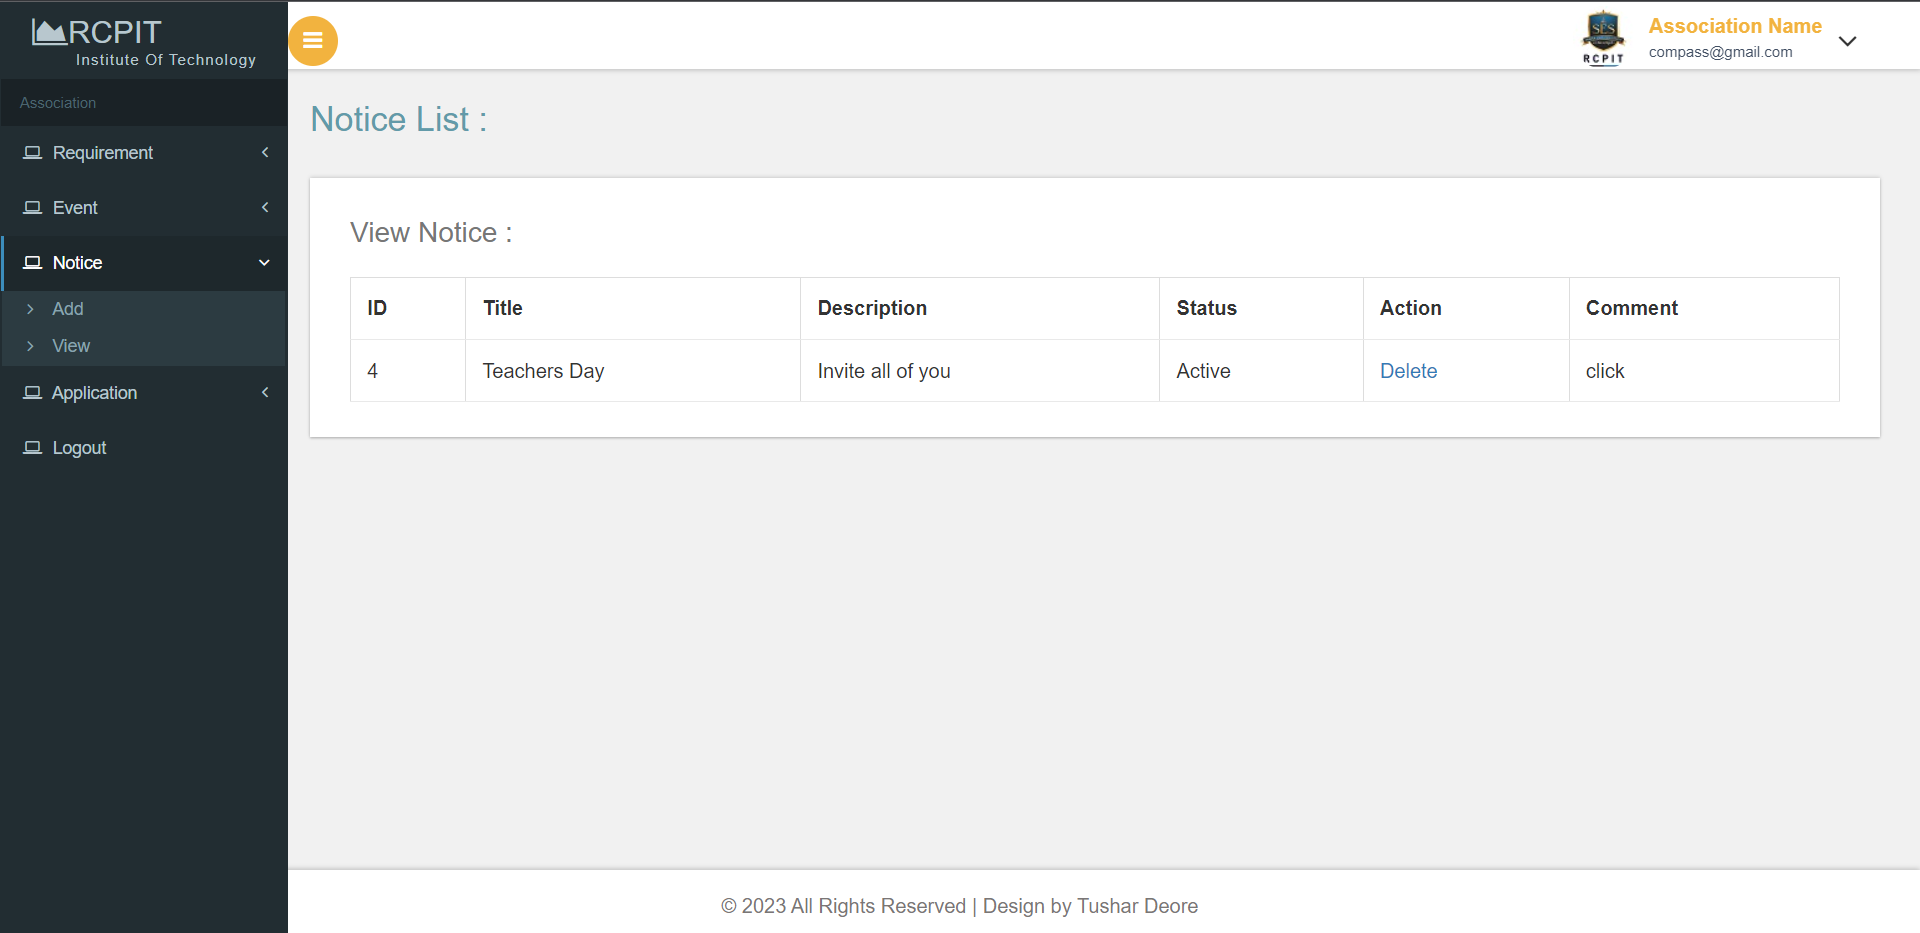 RCPIT
Institute Of Technology
Association
Requirement
Event
Notice
Add
View
Application
Logout
SES
RCPIT
Association Name
compass@gmail.com
Notice List :
View Notice :
ID Title Description Status Action Comment
4 Teachers Day Invite all of you Active Delete click
© 2023 All Rights Reserved | Design by Tushar Deore